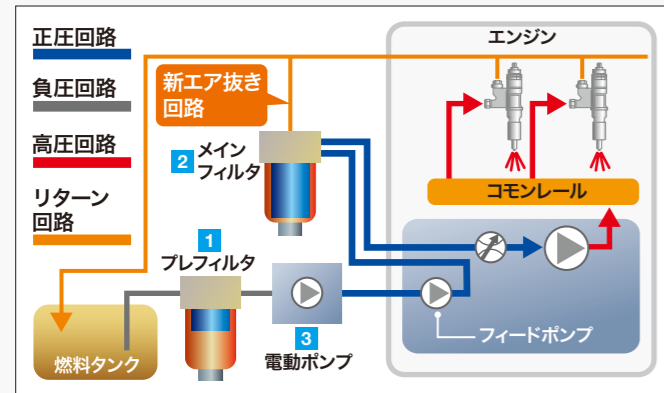 正圧回路
負圧回路
高圧回路
リターン
回路
新エア抜き
回路
エンジン
2 メイン
フィルタ
コモンレール
1
プレフィルタ
3
電動ポンプ
フィードポンプ
燃料タンク